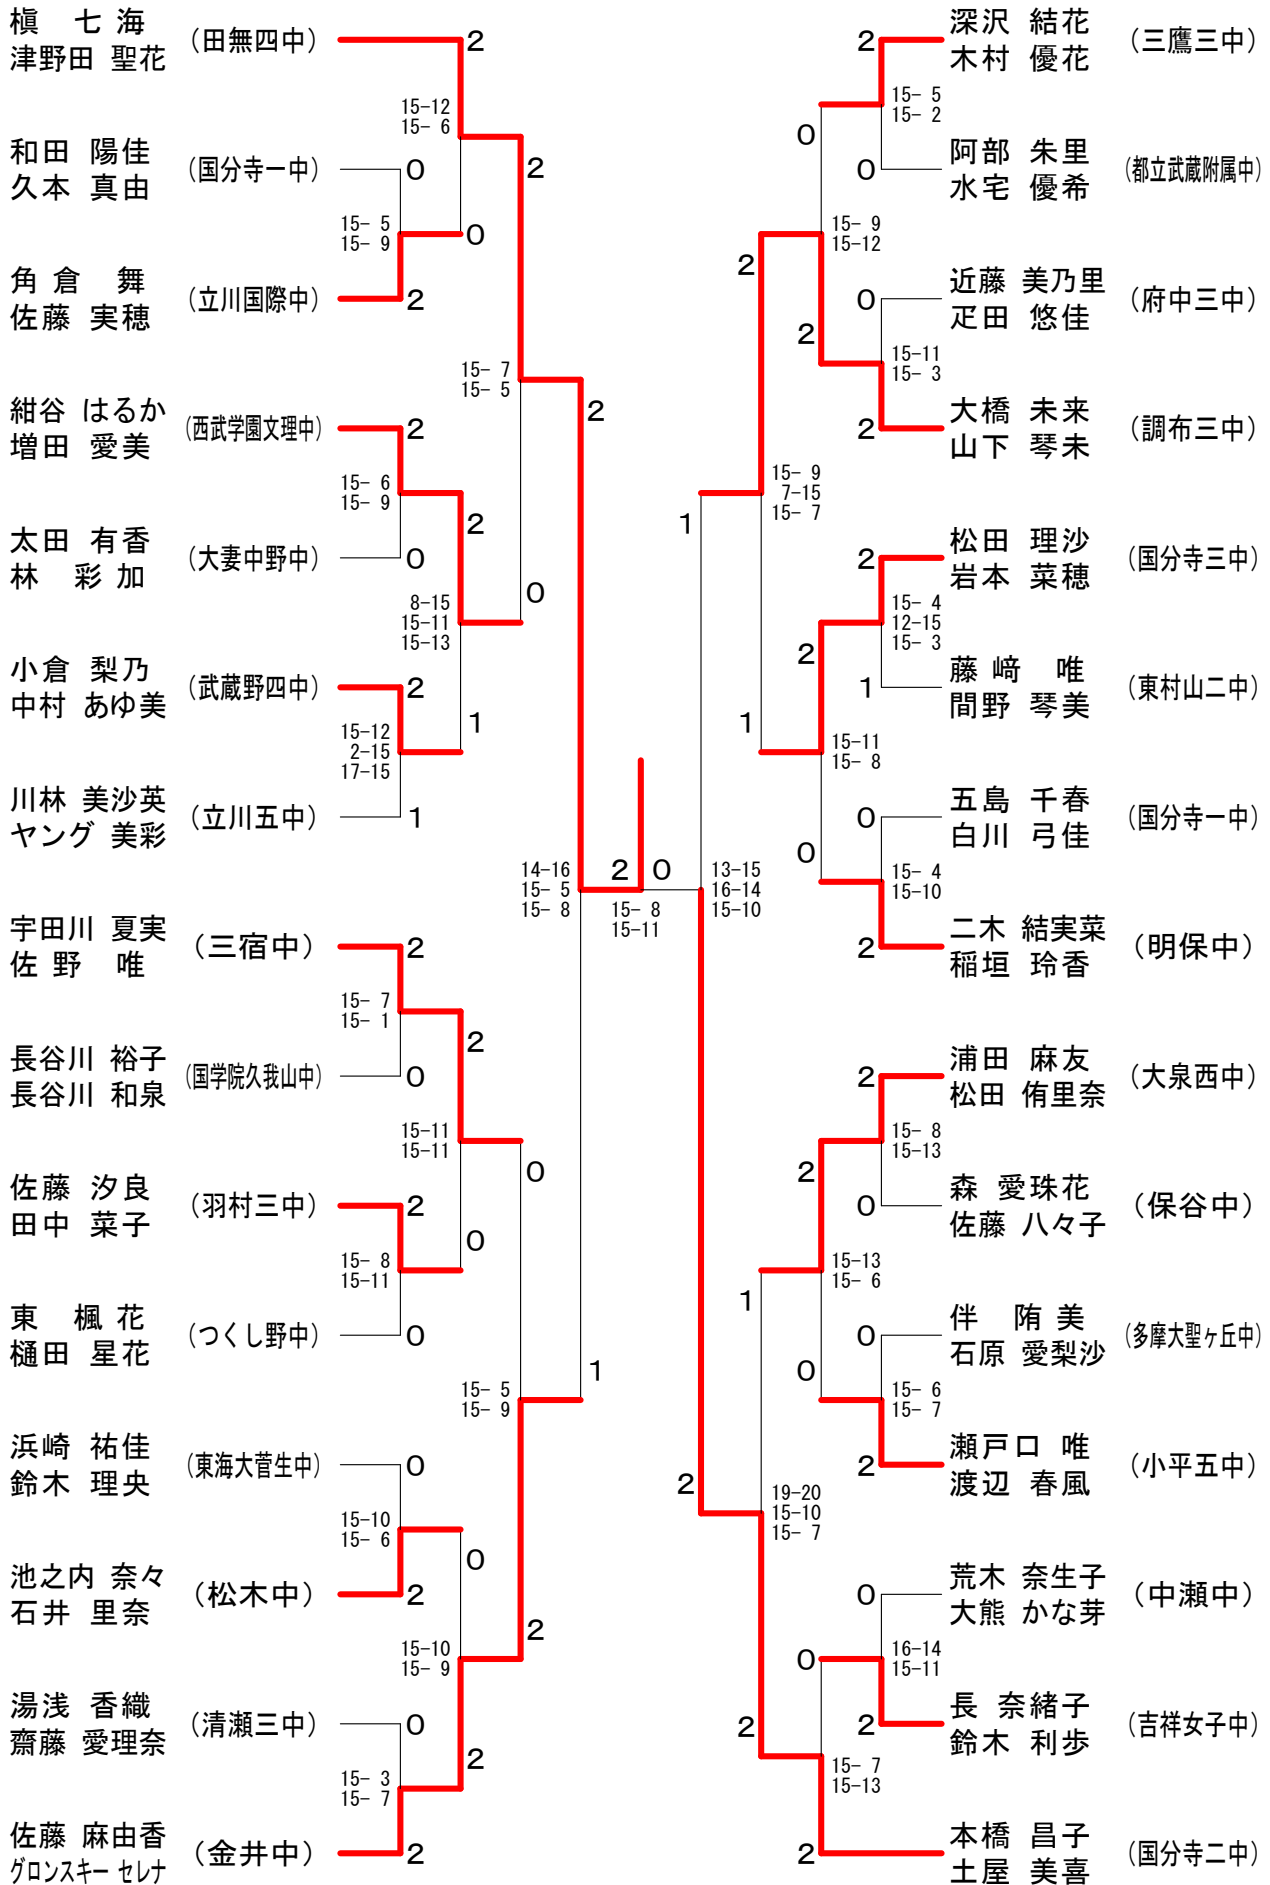 槇 七海
津野田 聖花
(田無四中)
2
15-12
15- 6
和田 陽佳
久本 真由
(国分寺一中)
0
2
15- 5
15- 9
0
角倉 舞
佐藤 実穂
(立川国際中)
2
15- 7
15- 5
紺谷 はるか
増田 愛美
(西武学園文理中)
2
2
15- 6
15- 9
2
太田 有香
林 彩加
(大妻中野中)
0
0
8-15
15-11
15-13
小倉 梨乃
中村 あゆ美
(武蔵野四中)
2
15-12
2-15
17-15
1
川林 美沙英
ヤング 美彩
(立川五中)
1
14-16
15- 5
15- 8
2
0
15- 8
15-11
宇田川 夏実
佐野 唯
(三宿中)
2
15- 7
15- 1
2
長谷川 裕子
長谷川 和泉
(国学院久我山中)
0
15-11
15-11
0
佐藤 汐良
田中 菜子
(羽村三中)
2
0
15- 8
15-11
東 楓花
樋田 星花
(つくし野中)
0
15- 5
15- 9
1
浜崎 祐佳
鈴木 理央
(東海大菅生中)
0
15-10
15- 6
0
池之内 奈々
石井 里奈
(松木中)
2
15-10
15- 9
2
湯浅 香織
齋藤 愛理奈
(清瀬三中)
0
15- 3
15- 7
2
佐藤 麻由香
グロンスキー セレナ
(金井中)
2
2
深沢 結花
木村 優花
(三鷹三中)
15- 5
15- 2
0
0
阿部 朱里
水宅 優希
(都立武蔵附属中)
15- 9
15-12
2
0
近藤 美乃里
疋田 悠佳
(府中三中)
2
15-11
15- 3
2
大橋 未来
山下 琴未
(調布三中)
15- 9
7-15
15- 7
1
2
松田 理沙
岩本 菜穂
(国分寺三中)
15- 4
12-15
15- 3
2
1
藤﨑 唯
間野 琴美
(東村山二中)
1
15-11
15- 8
0
五島 千春
白川 弓佳
(国分寺一中)
0
15- 4
15-10
13-15
16-14
15-10
2
二木 結実菜
稲垣 玲香
(明保中)
2
浦田 麻友
松田 侑里奈
(大泉西中)
15- 8
15-13
2
0
森 愛珠花
佐藤 八々子
(保谷中)
15-13
15- 6
1
0
伴 陏美
石原 愛梨沙
(多摩大聖ヶ丘中)
0
15- 6
15- 7
2
瀬戸口 唯
渡辺 春風
(小平五中)
2
19-20
15-10
15- 7
0
荒木 奈生子
大熊 かな芽
(中瀬中)
0
16-14
15-11
2
2
長 奈緒子
鈴木 利歩
(吉祥女子中)
15- 7
15-13
2
本橋 昌子
土屋 美喜
(国分寺二中)